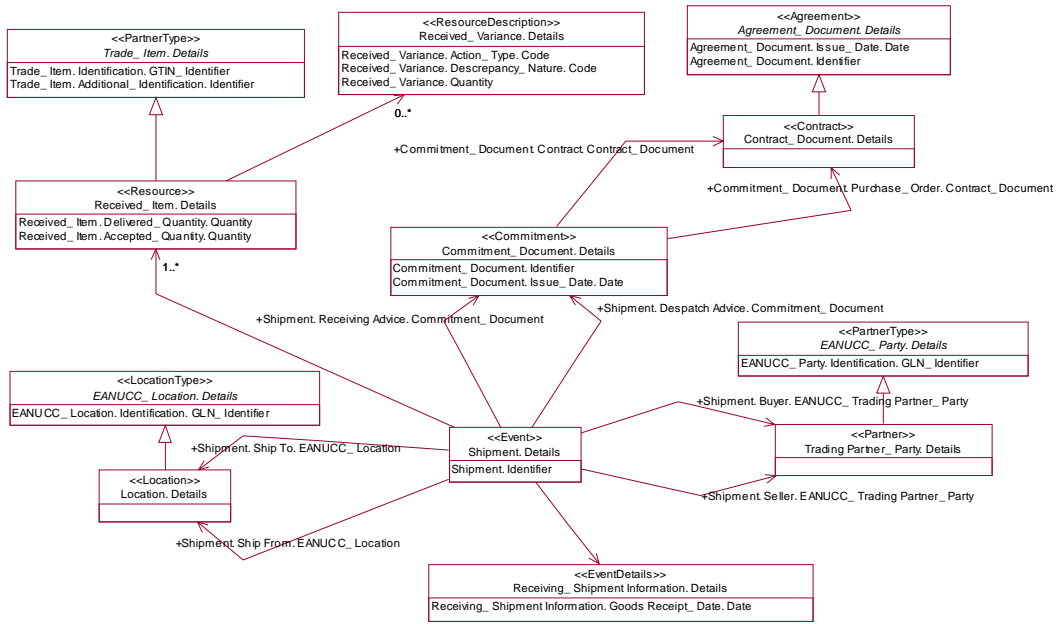 <<PartnerType>>
Trade_ Item. Details
Trade_ Item. Identification. GTIN_ Identifier
Trade_ Item. Additional_ Identification. Identifier
<<ResourceDescription>>
Received_ Variance. Details
Received_ Variance. Action_ Type. Code
Received_ Variance. Descrepancy_ Nature. Code
Received_ Variance. Quantity
0..*
<<Agreement>>
Agreement_ Document. Details
Agreement_ Document. Issue_ Date. Date
Agreement_ Document. Identifier
<<Contract>>
Contract_ Document. Details
+Commitment_ Document. Contract. Contract_ Document
+Commitment_ Document. Purchase_ Order. Contract_Document
<<Resource>>
Received_ Item. Details
Received_ Item. Delivered_ Quantity. Quantity
Received_ Item. Accepted_ Quantity. Quantity
1..*
<<Commitment>>
Commitment_ Document. Details
Commitment_ Document. Identifier
Commitment_ Document. Issue_ Date. Date
+Shipment. Receiving Advice. Commitment_ Document
+Shipment. Despatch Advice. Commitment_ Document
<<PartnerType>>
EANUCC_ Party. Details
EANUCC_ Party. Identification. GLN_ Identifier
<<LocationType>>
EANUCC_ Location. Details
EANUCC_ Location. Identification. GLN_ Identifier
+Shipment. Buyer. EANUCC_ Trading Partner_ Party
<<Event>>
Shipment. Details
Shipment. Identifier
<<Partner>>
Trading Partner_ Party. Details
+Shipment. Ship To. EANUCC_ Location
<<Location>>
Location. Details
+Shipment. Seller. EANUCC_ Trading Partner_ Party
+Shipment. Ship From. EANUCC_ Location
<<EventDetails>>
Receiving_ Shipment Information. Details
Receiving_ Shipment Information. Goods Receipt_ Date. Date